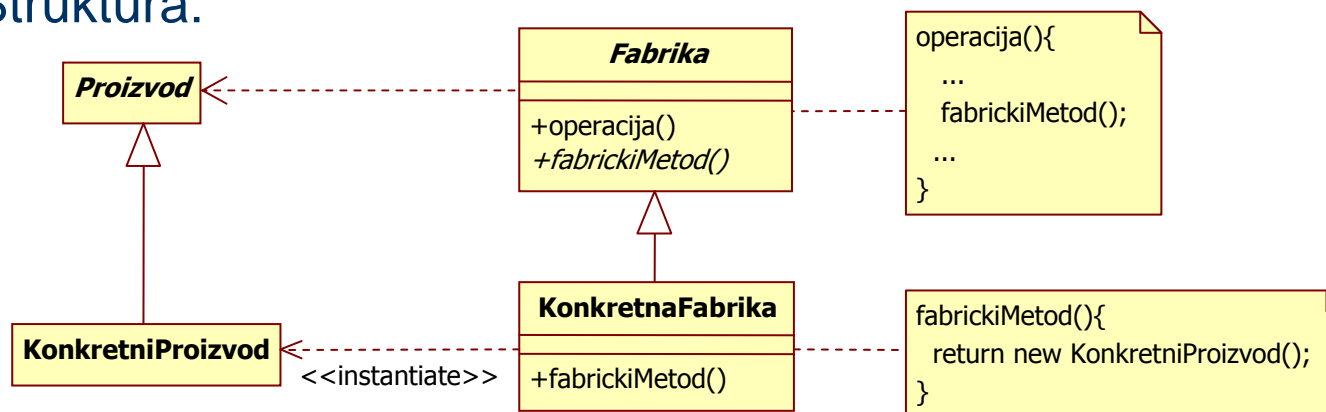 struktura:
Proizvod
Fabrika
+operacija()
+fabrickiMetod()
operacija(){
...
fabrickiMetod();
...
}
KonkretniProizvod
<<instantiate>>
KonkretnaFabrika
+fabrickiMetod()
fabrickiMetod(){
return new KonkretniProizvod();
}